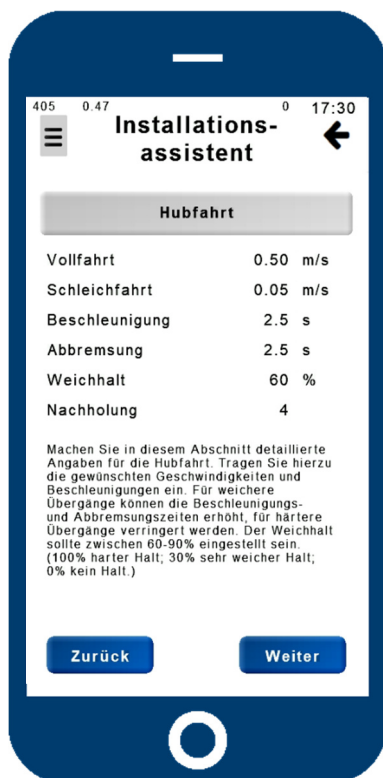 405 0.47 0 17:30
Installations-
assistent
Hubfahrt
Vollfahrt 0.50 m/s
Schleichfahrt 0.05 m/s
Beschleunigung 2.5 s
Abbremsung 2.5 s
Weichhalt 60 %
Nachholung 4
Machen Sie in diesem Abschnitt detaillierte
Angaben für die Hubfahrt. Tragen Sie hierzu
die gewünschten Geschwindigkeiten und
Beschleunigungen ein. Für weichere
Übergänge können die Beschleunigungs-
und Abbremsungszeiten erhöht, für härtere
Übergänge verringert werden. Der Weichhalt
sollte zwischen 60-90% eingestellt sein.
(100% harter Halt; 30% sehr weicher Halt;
0% kein Halt.)
Zurück Weiter